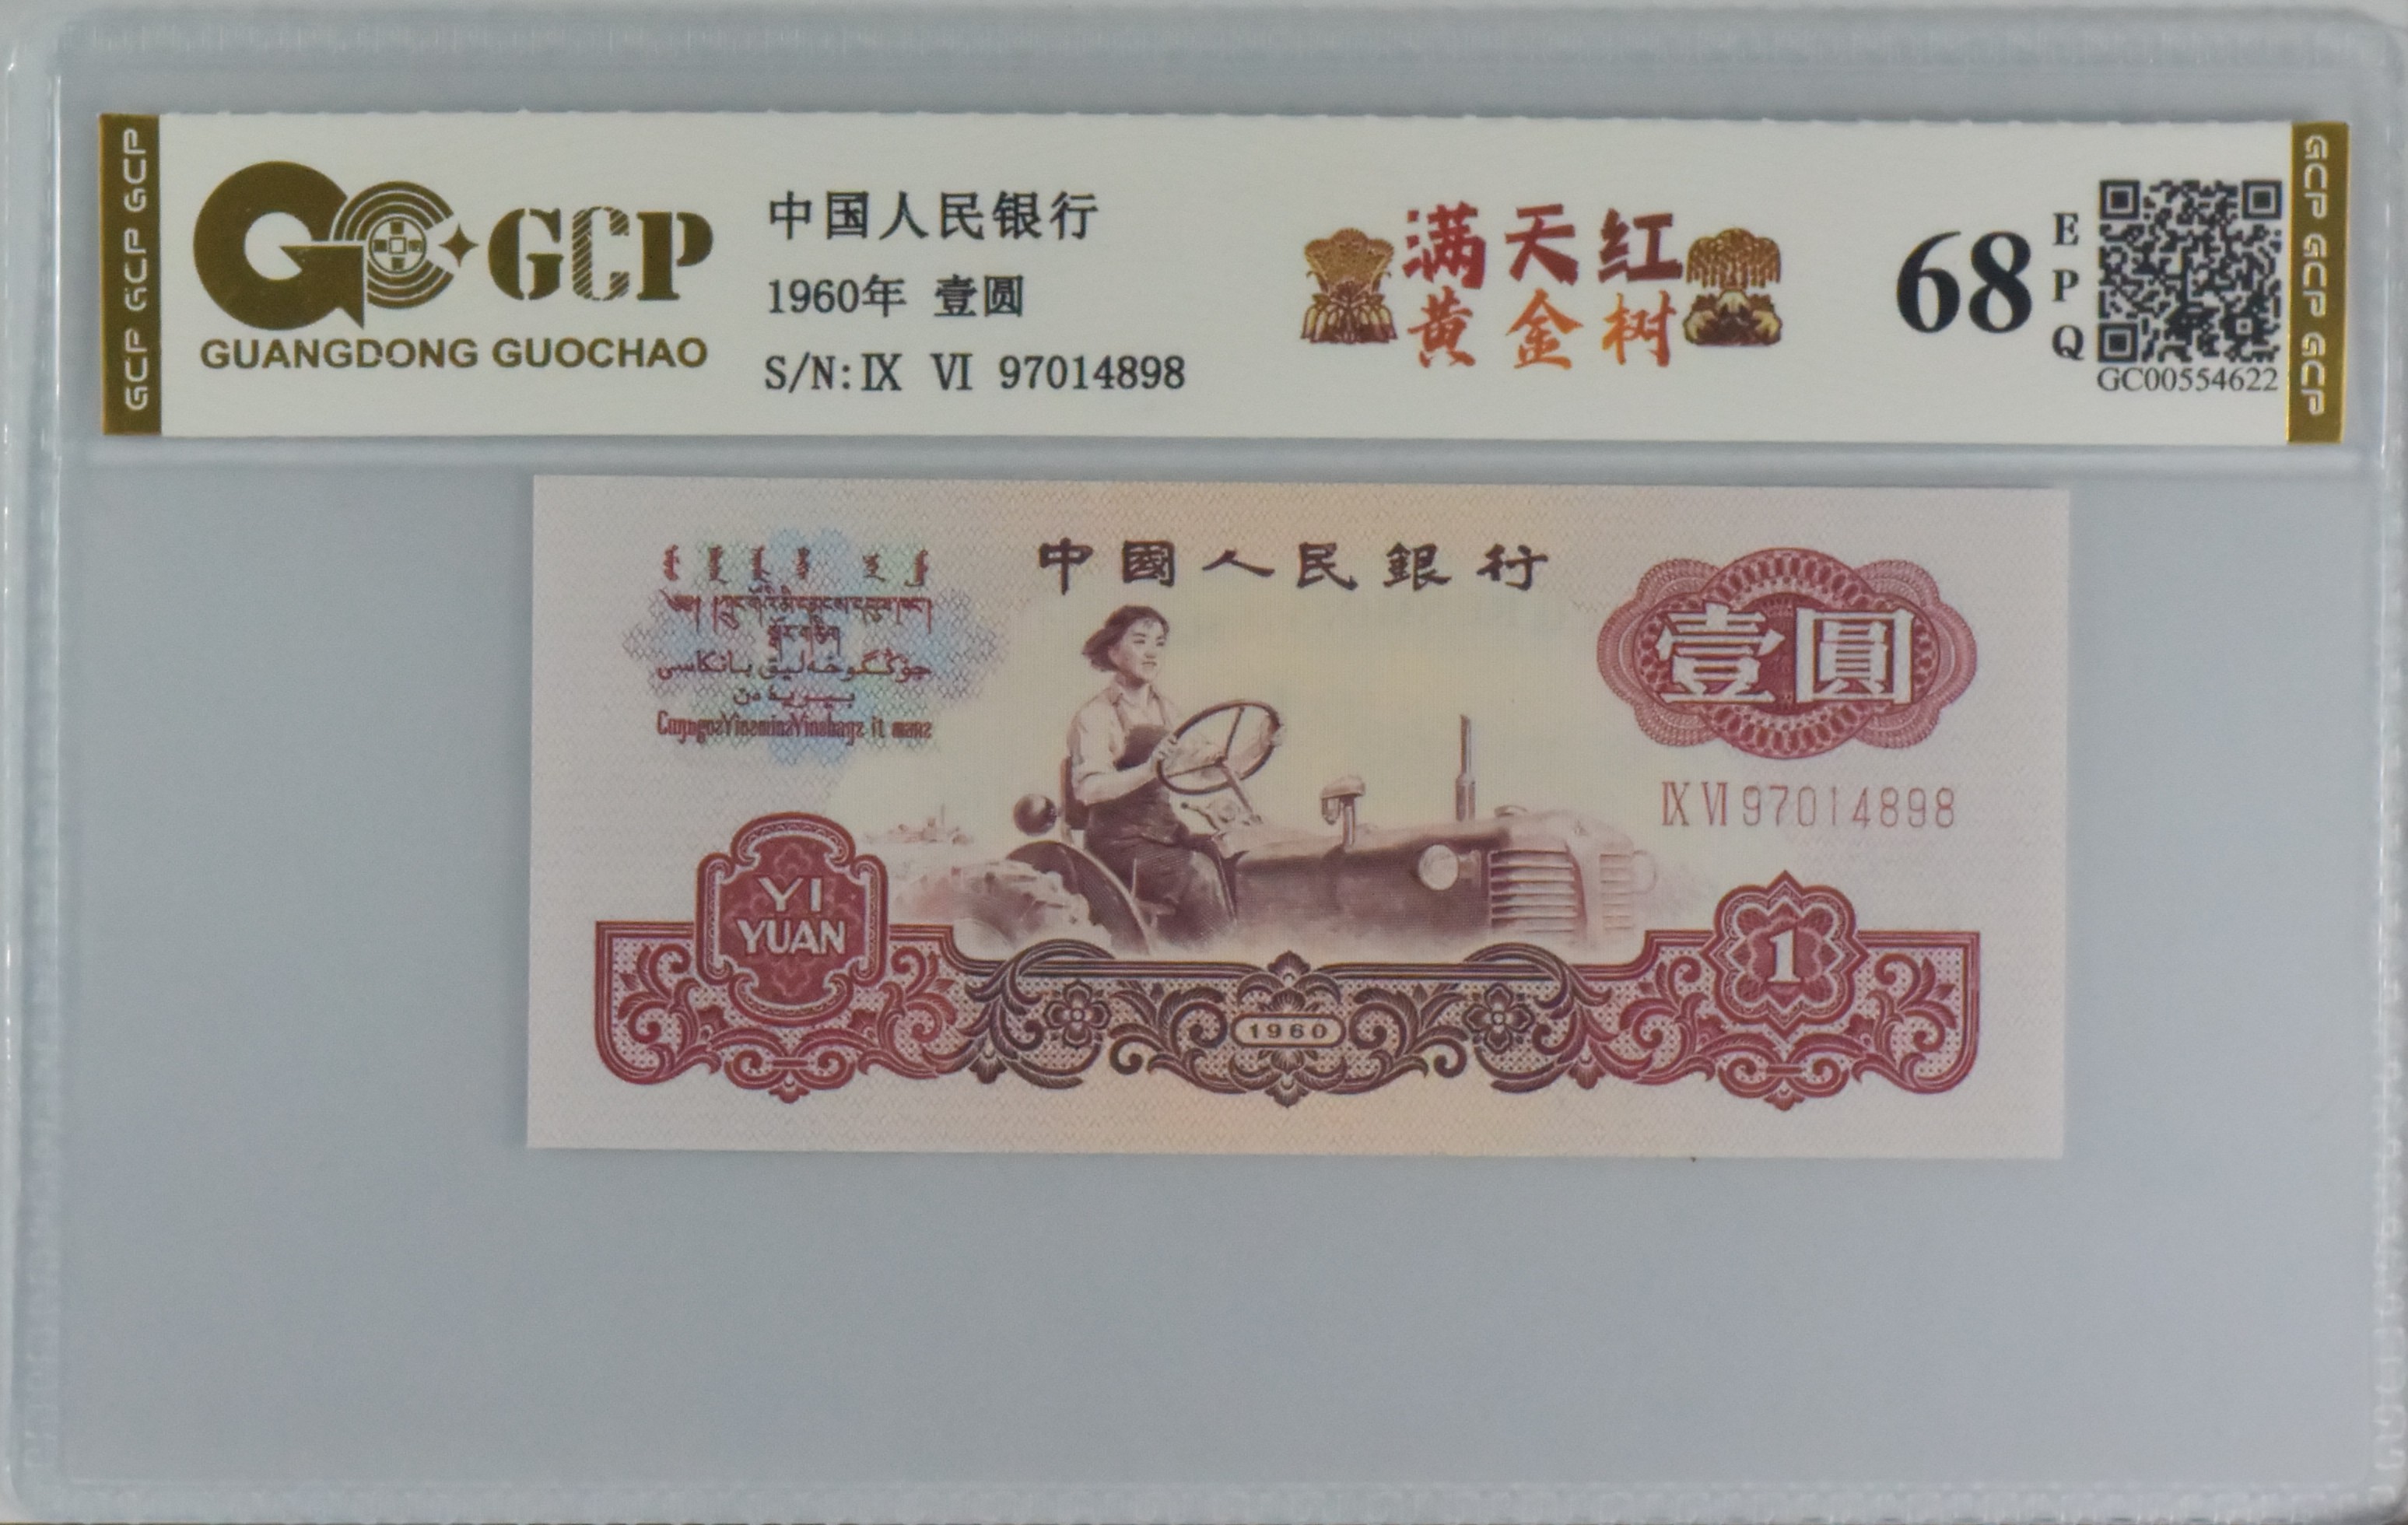 GCP GCP GCP
GCP
GUANGDONG GUOCHAO
中国人民银行
1960年 壹圆
S/N: Ⅸ Ⅵ 97014898
满天红
黄金树
68
EPQ
GC00554622
GCP GCP GCP
中國人民銀行
壹圓
Ⅸ Ⅵ 97014898
YI
YUAN
1960
1